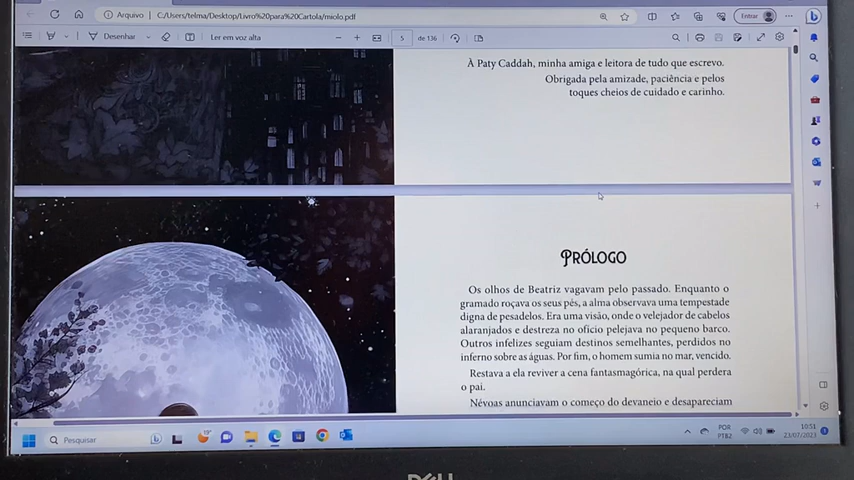 Arquivo
C:/Users/telma/Desktop/Livro%20para%20Cartola/miolo.pdf
Entrar
Desenhar
Ler em voz alta
5
de 136
À Paty Caddah, minha amiga e leitora de tudo que escrevo.
Obrigada pela amizade, paciência e pelos
toques cheios de cuidado e carinho.
PRÓLOGO
Os olhos de Beatriz vagavam pelo passado. Enquanto o
gramado roçava os seus pés, a alma observava uma tempestade
digna de pesadelos. Era uma visão, onde o velejador de cabelos
alaranjados e destreza no ofício pelejava no pequeno barco.
Outros infelizes seguiam destinos semelhantes, perdidos no
inferno sobre as águas. Por fim, o homem sumia no mar, vencido.
Restava a ela reviver a cena fantasmagórica, na qual perdera
o pai.
Névoas anunciavam o começo do devaneio e desapareciam
Pesquisar
19°
POR
PTB2
10:51
23/07/2023
DELL